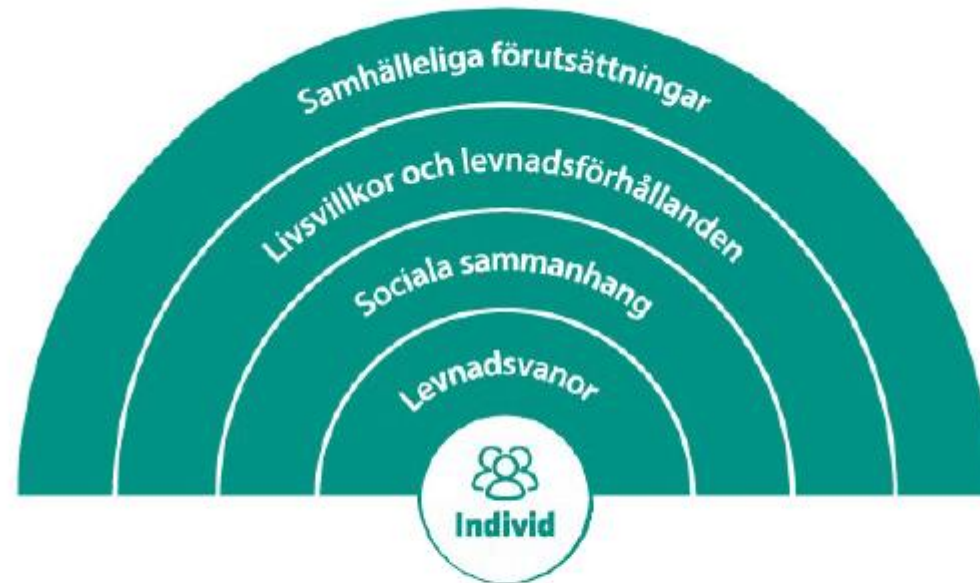 Samhälleliga förutsättningar
Livsvillkor och levnadsförhållanden
Sociala sammanhang
Levnadsvanor
Individ